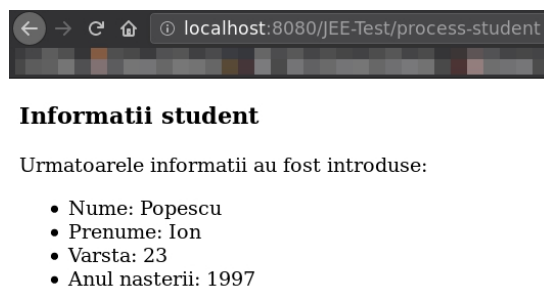 localhost:8080/JEE-Test/process-student
Informatii student
Urmatoarele informatii au fost introduse:
• Nume: Popescu
• Prenume: Ion
• Varsta: 23
• Anul nasterii: 1997